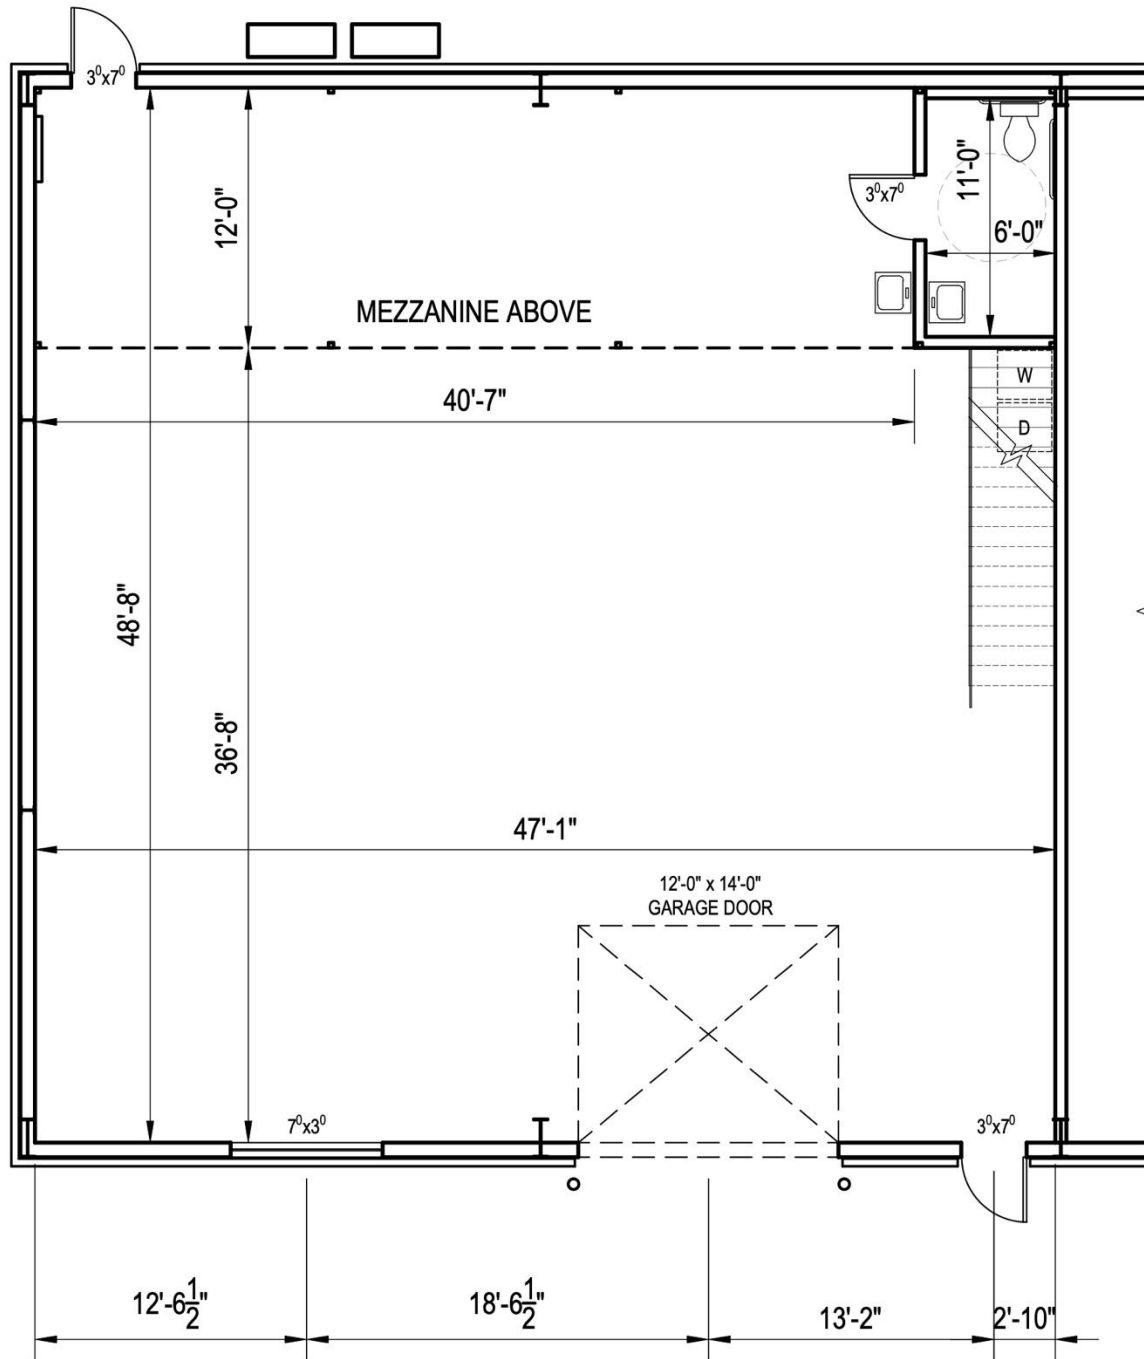 3⁰x7⁰
12'-0"
11'-0"
3⁰x7⁰
6'-0"
MEZZANINE ABOVE
W
40'-7"
D
48'-8"
36'-8"
47'-1"
12'-0" x 14'-0"
GARAGE DOOR
7⁰x3⁰
3⁰x7⁰
12'-6½"
18'-6½"
13'-2"
2'-10"